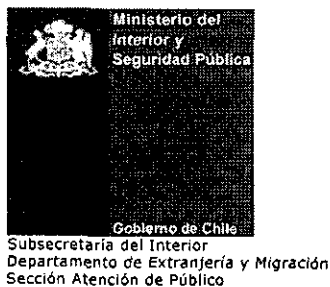 Ministerio del
Interior y
Seguridad Pública
Gobierno de Chile
Subsecretaría del Interior
Departamento de Extranjería y Migración
Sección Atención de Público